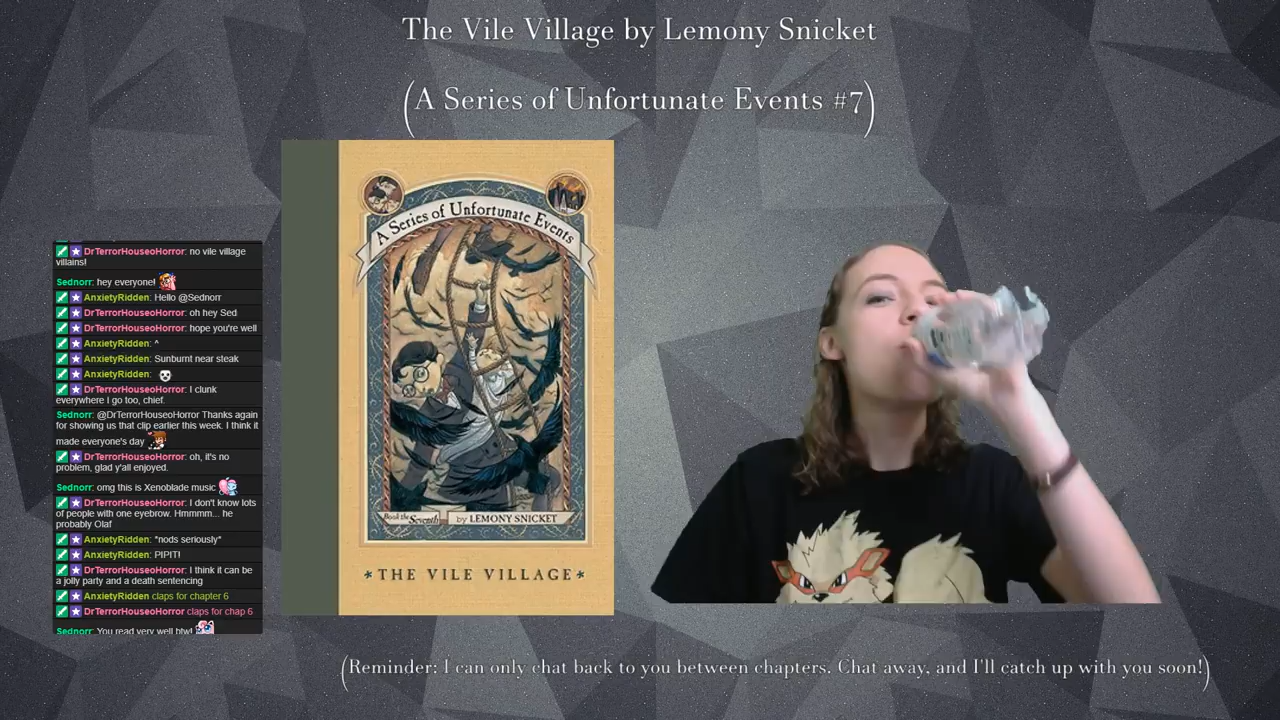 The Vile Village by Lemony Snicket
(A Series of Unfortunate Events #7)
A Series of Unfortunate Events
Book the Seventh
by LEMONY SNICKET
THE VILE VILLAGE
DrTerrorHouseoHorror: no vile village
villains!
Sednorr: hey everyone!
AnxietyRidden: Hello @Sednorr
DrTerrorHouseoHorror: oh hey Sed
DrTerrorHouseoHorror: hope you're well
AnxietyRidden: ^
AnxietyRidden: Sunburnt near steak
AnxietyRidden:
DrTerrorHouseoHorror: I clunk
everywhere I go too, chief.
Sednorr: @DrTerrorHouseoHorror Thanks again
for showing us that clip earlier this week. I think it
made everyone's day
DrTerrorHouseoHorror: oh, it's no
problem, glad y'all enjoyed.
Sednorr: omg this is Xenoblade music
DrTerrorHouseoHorror: I don't know lots
of people with one eyebrow. Hmmmm... he
probably Olaf
AnxietyRidden: *nods seriously*
AnxietyRidden: PIPIT!
DrTerrorHouseoHorror: I think it can be
a jolly party and a death sentencing
AnxietyRidden claps for chapter 6
DrTerrorHouseoHorror claps for chap 6
Sednorr: You read very well btw!
(Reminder: I can only chat back to you between chapters. Chat away, and I'll catch up with you soon!)